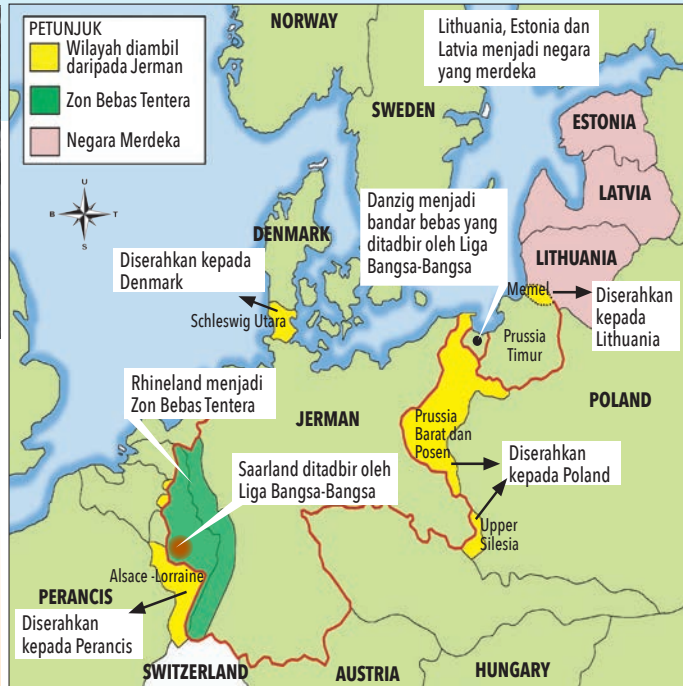 PETUNJUK
Wilayah diambil
daripada Jerman
Zon Bebas Tentera
Negara Merdeka
NORWAY
Lithuania, Estonia dan
Latvia menjadi negara
yang merdeka
SWEDEN
ESTONIA
LATVIA
LITHUANIA
U
B
T
S
Danzig menjadi
bandar bebas yang
ditadbir oleh Liga
Bangsa-Bangsa
DENMARK
Diserahkan kepada
Denmark
Schleswig Utara
Memel
Diserahkan
kepada
Lithuania
Prussia
Timur
Rhineland menjadi
Zon Bebas Tentera
JERMAN
POLAND
Prussia
Barat dan
Posen
Diserahkan
kepada Poland
Saarland ditadbir oleh
Liga Bangsa-Bangsa
Upper
Silesia
Alsace -Lorraine
PERANCIS
Diserahkan
kepada Perancis
SWITZERLAND
AUSTRIA
HUNGARY